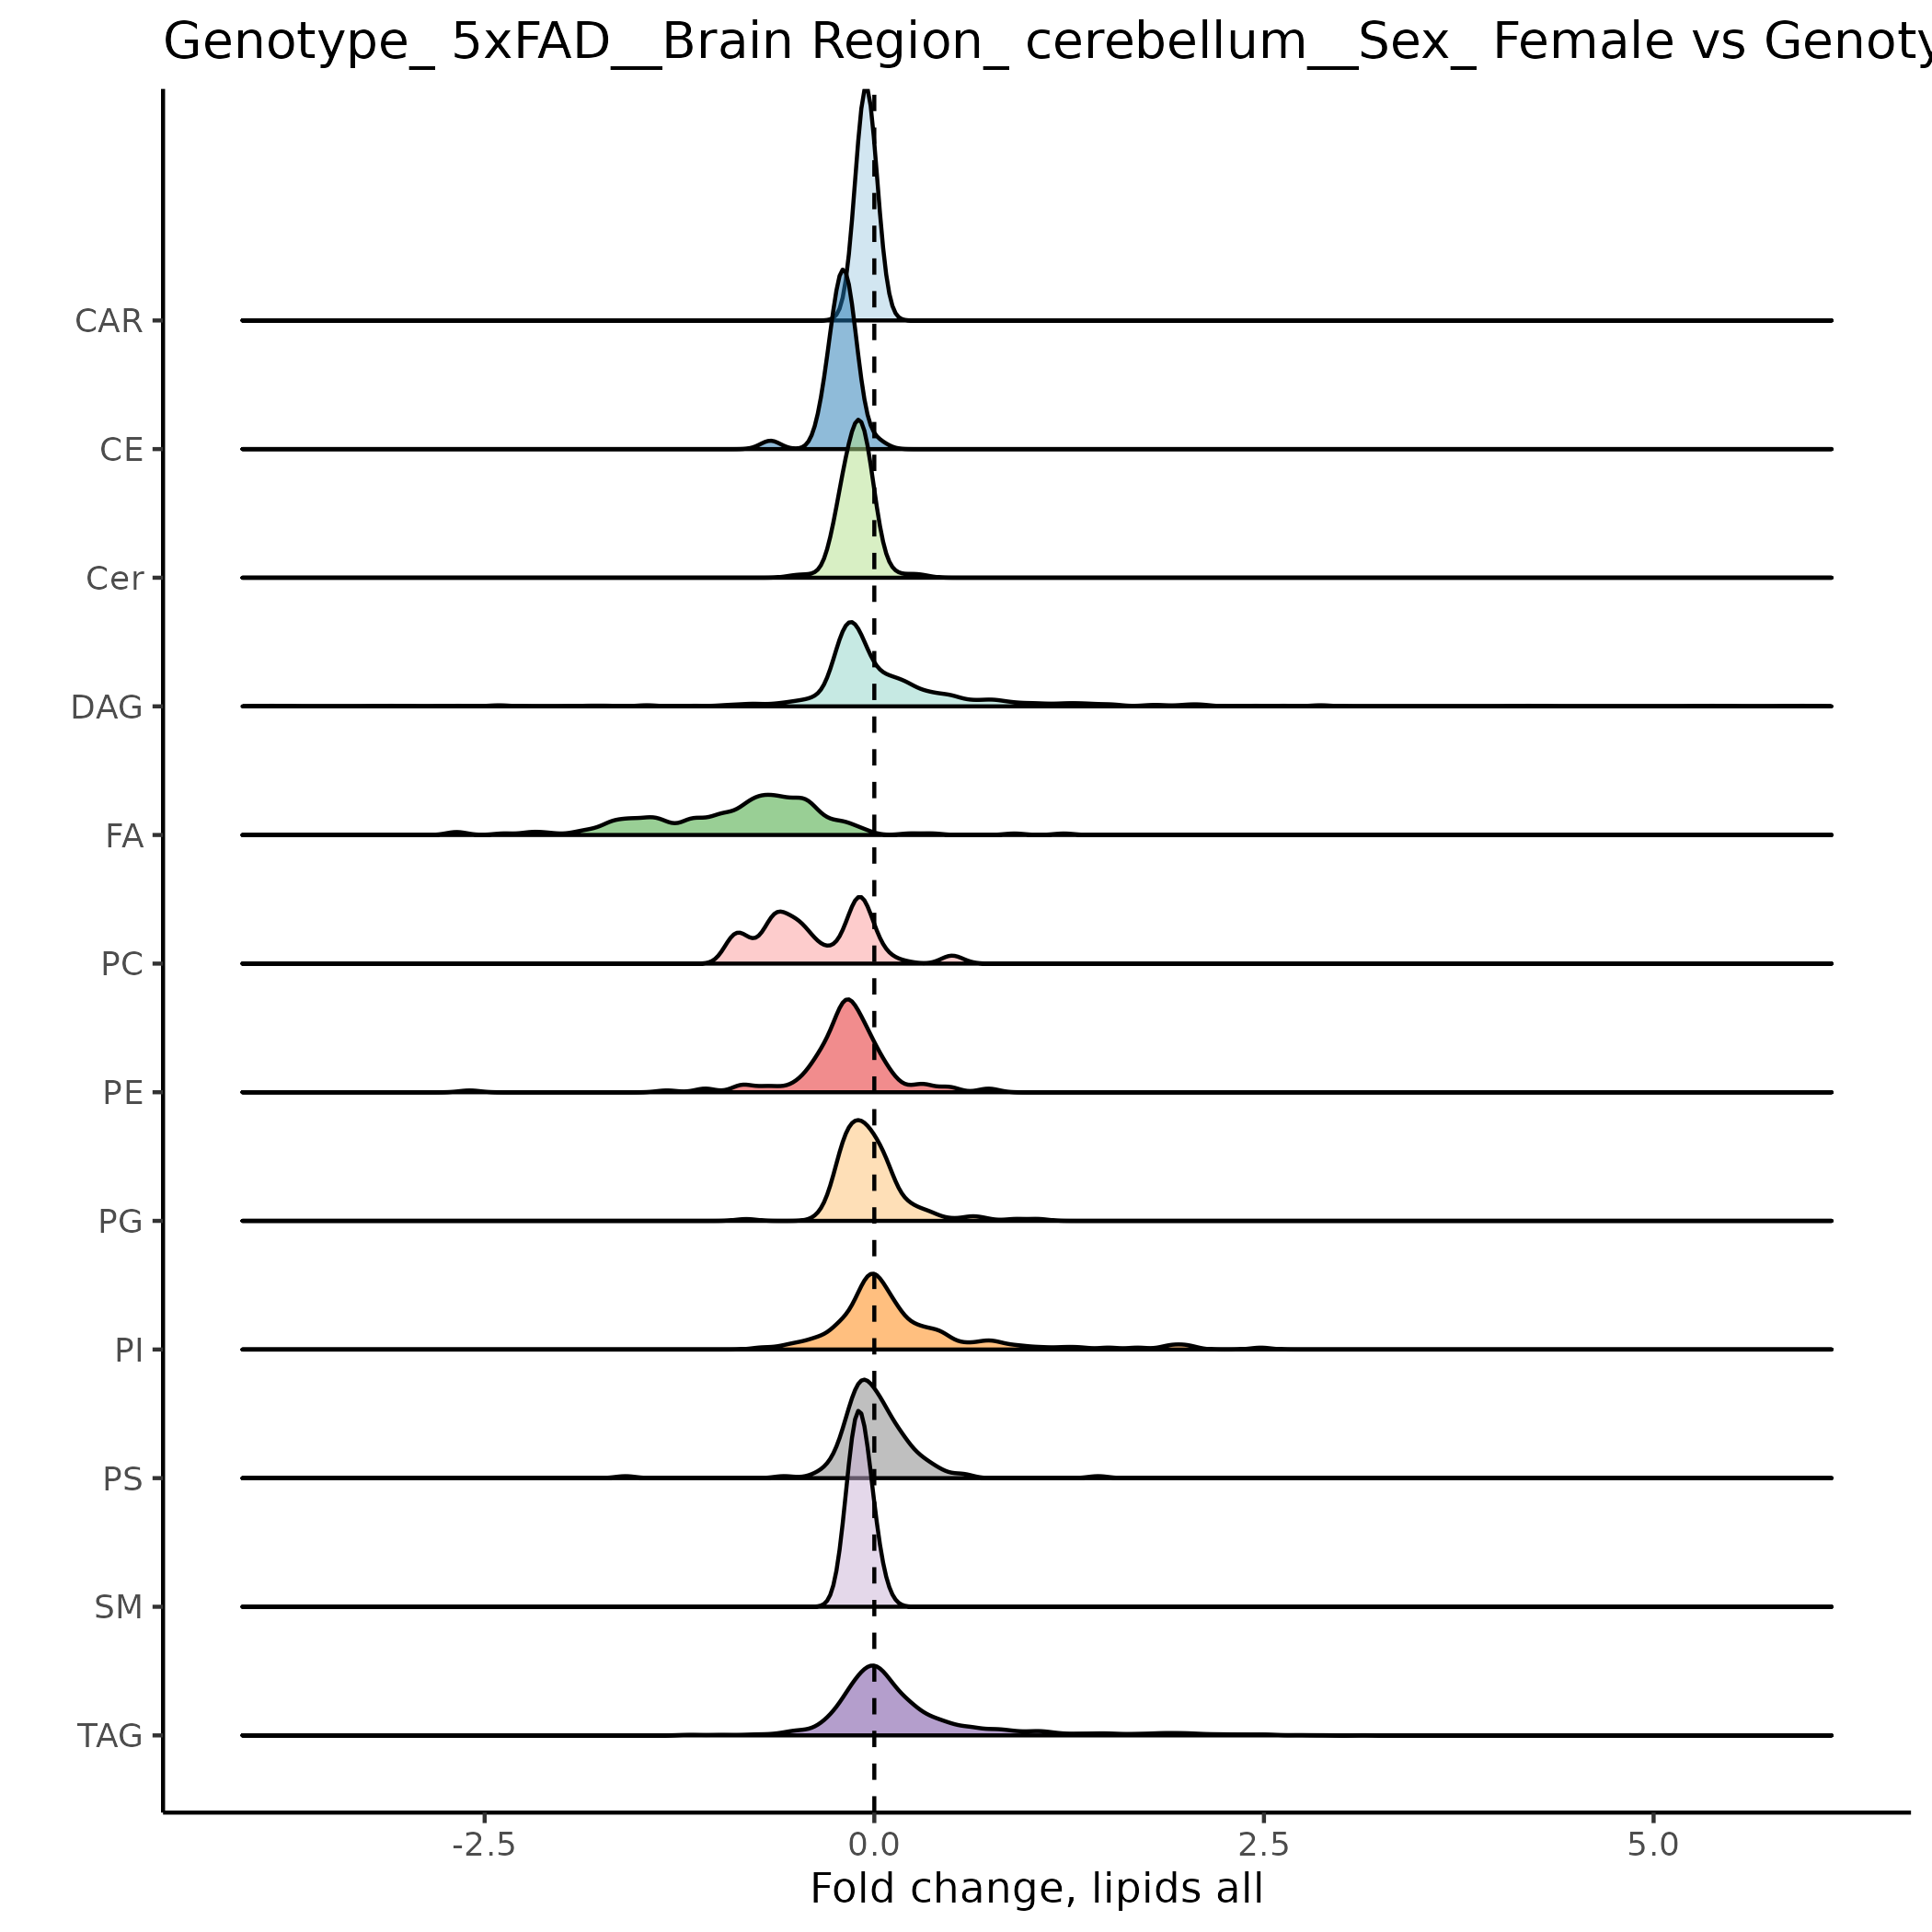 Genotype_ 5xFAD__Brain Region_ cerebellum__Sex_ Female vs Genoty
CAR
CE
Cer
DAG
FA
PC
PE
PG
PI
PS
SM
TAG
-2.5 0.0 2.5 5.0
Fold change, lipids all